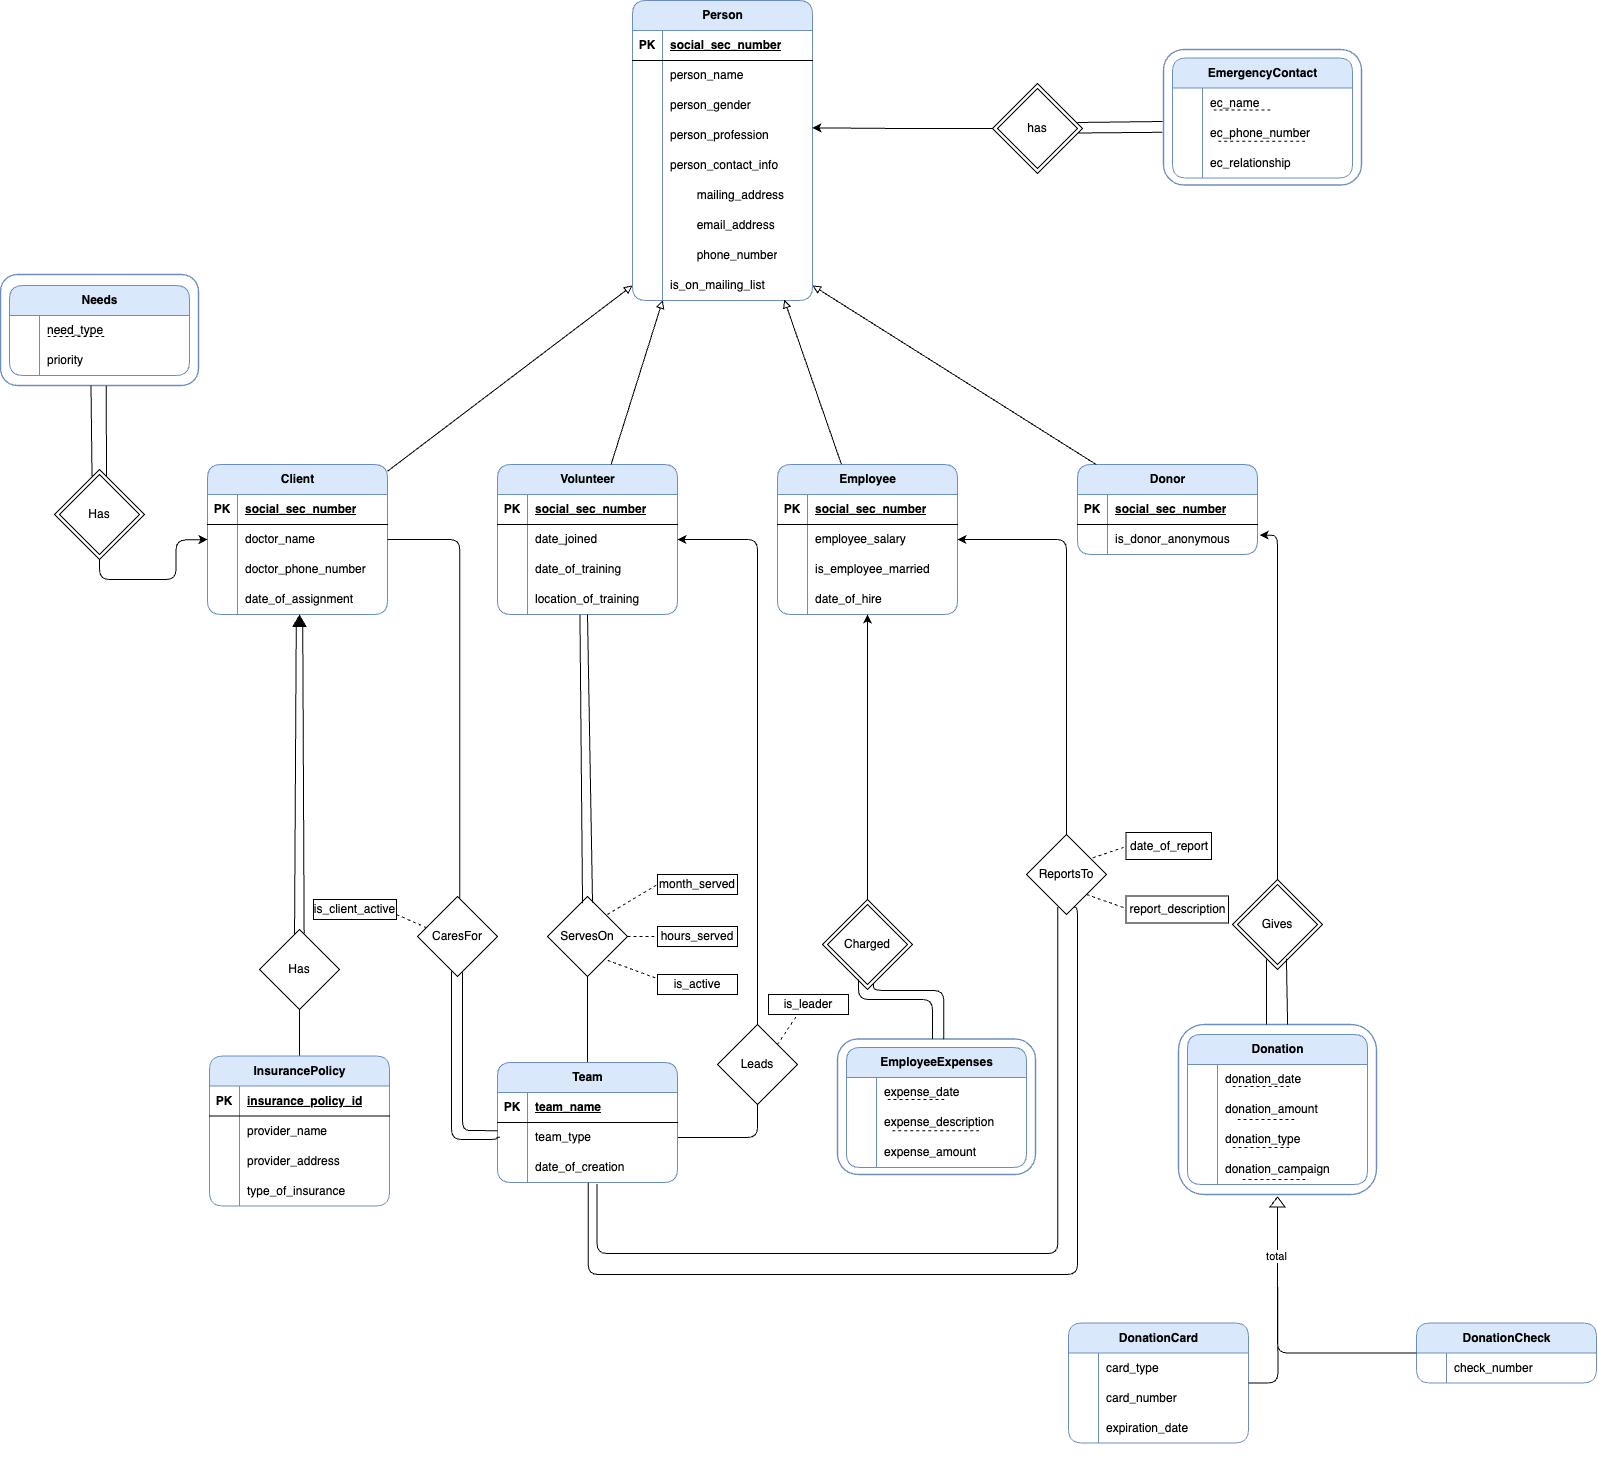 Person
PK social_sec_number
person_name
person_gender
person_profession
person_contact_info
mailing_address
email_address
phone_number
is_on_mailing_list
has
EmergencyContact
ec_name
ec_phone_number
ec_relationship
Needs
need_type
priority
Has
Client
PK social_sec_number
doctor_name
doctor_phone_number
date_of_assignment
Volunteer
PK social_sec_number
date_joined
date_of_training
location_of_training
Employee
PK social_sec_number
employee_salary
is_employee_married
date_of_hire
Donor
PK social_sec_number
is_donor_anonymous
is_client_active
CaresFor
ServesOn
month_served
hours_served
is_active
Charged
ReportsTo
date_of_report
report_description
Gives
Has
is_leader
Leads
InsurancePolicy
PK insurance_policy_id
provider_name
provider_address
type_of_insurance
Team
PK team_name
team_type
date_of_creation
EmployeeExpenses
expense_date
expense_description
expense_amount
Donation
donation_date
donation_amount
donation_type
donation_campaign
total
DonationCard
card_type
card_number
expiration_date
DonationCheck
check_number